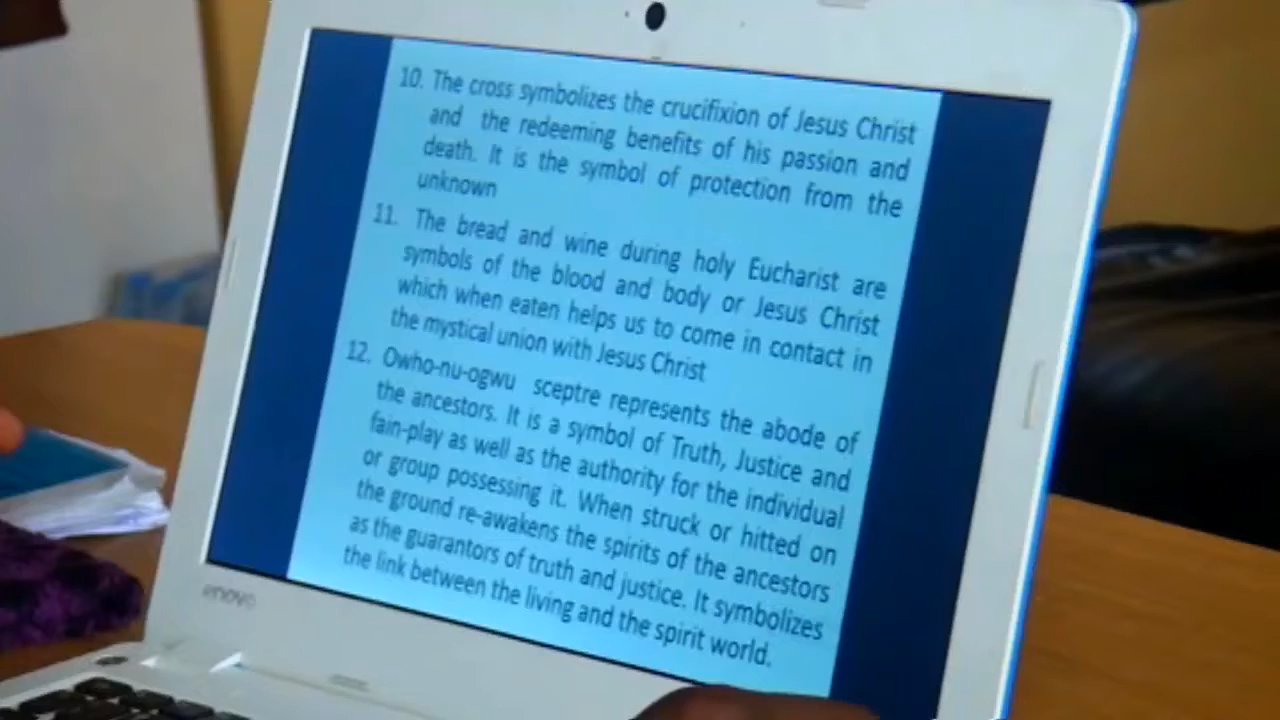 10. The cross symbolizes the crucifixion of Jesus Christ
and the redeeming benefits of his passion and
death. It is the symbol of protection from the
unknown
11. The bread and wine during holy Eucharist are
symbols of the blood and body or Jesus Christ
which when eaten helps us to come in contact in
the mystical union with Jesus Christ
12. Owho-nu-ogwu sceptre represents the abode of
the ancestors. It is a symbol of Truth, Justice and
fain-play as well as the authority for the individual
or group possessing it. When struck or hitted on
the ground re-awakens the spirits of the ancestors
as the guarantors of truth and justice. It symbolizes
the link between the living and the spirit world.
enovo